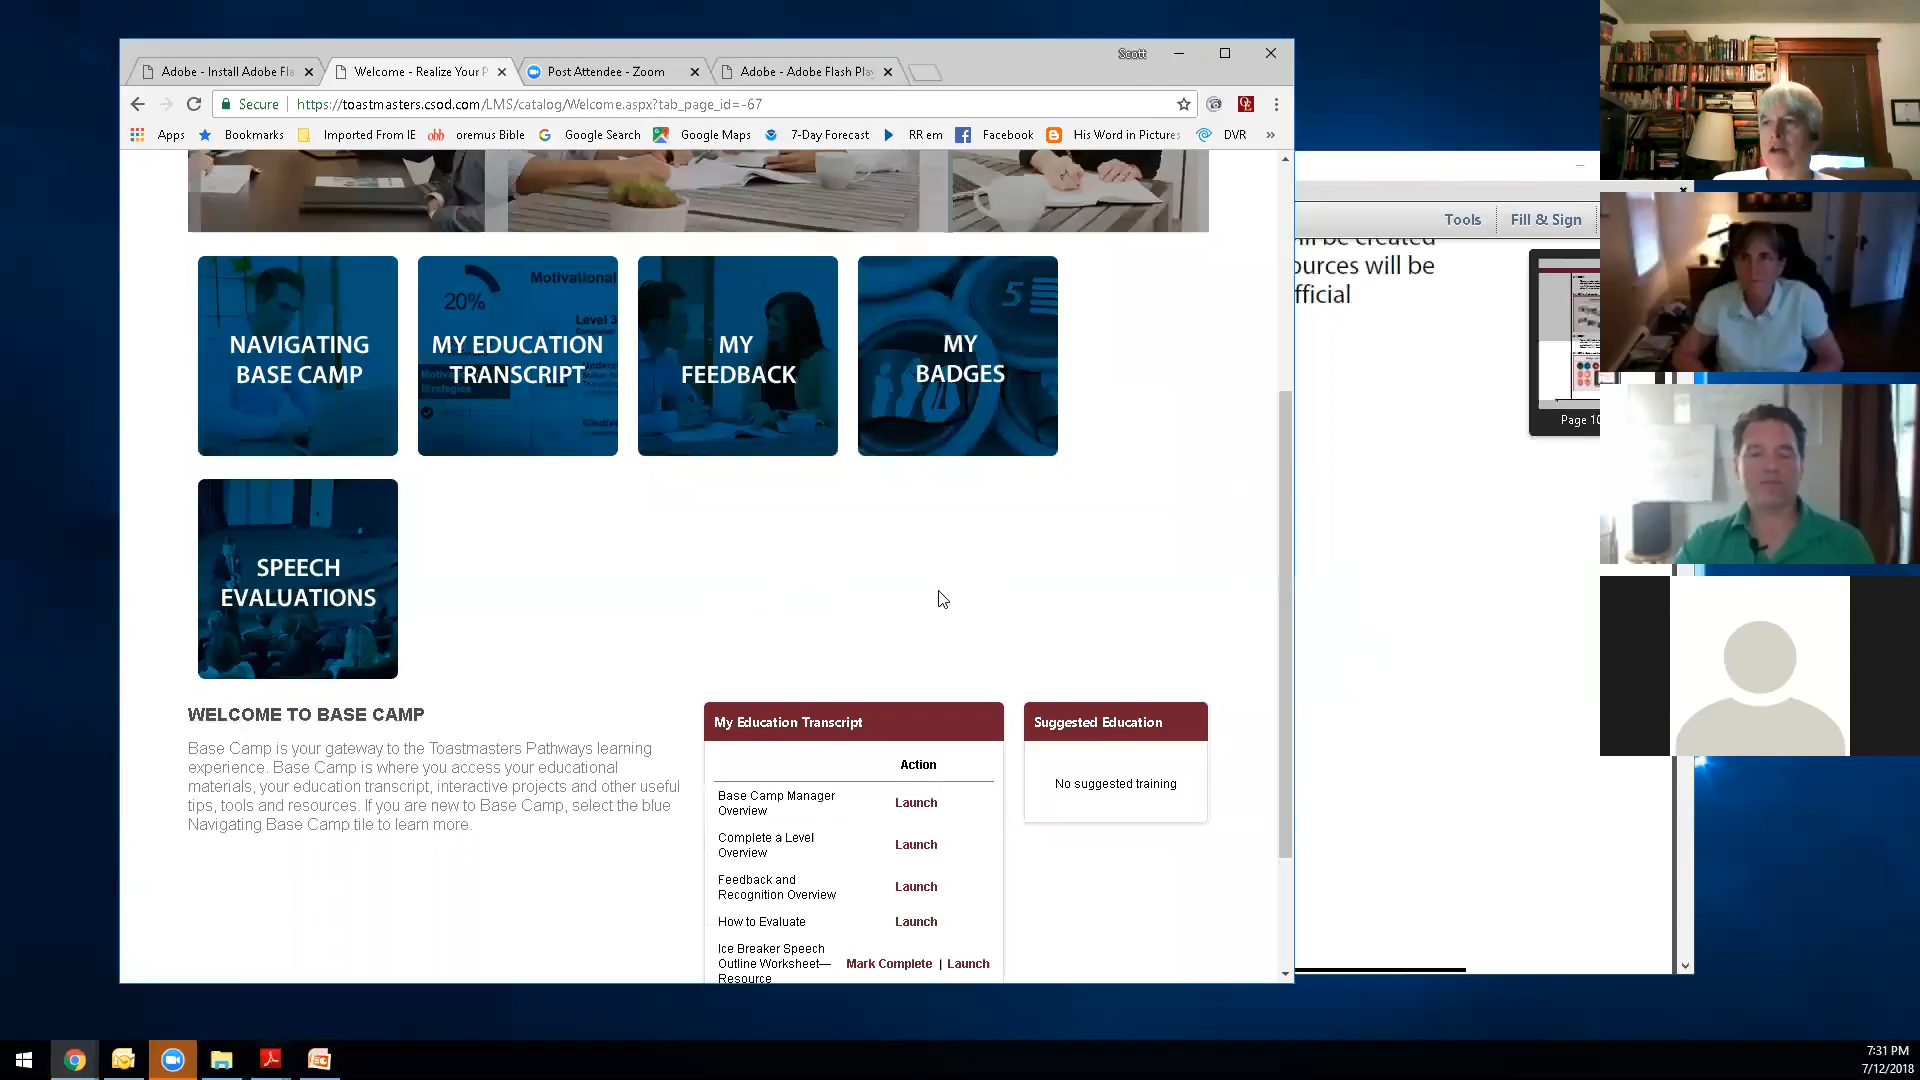 Scott
Adobe - Install Adobe Fla
Welcome - Realize Your P
Post Attendee - Zoom
Adobe - Adobe Flash Play
Secure
https://toastmasters.csod.com/LMS/catalog/Welcome.aspx?tab_page_id=-67
Apps
Bookmarks
Imported From IE
oremus Bible
Google Search
Google Maps
7-Day Forecast
RR em
Facebook
His Word in Pictures
DVR
»
Tools
Fill & Sign
ill be created
ources will be
fficial
Page 10
NAVIGATING
BASE CAMP
20%
Motivational
Level 3
MY EDUCATION
TRANSCRIPT
MY
FEEDBACK
5
MY
BADGES
SPEECH
EVALUATIONS
WELCOME TO BASE CAMP
Base Camp is your gateway to the Toastmasters Pathways learning
experience. Base Camp is where you access your educational
materials, your education transcript, interactive projects and other useful
tips, tools and resources. If you are new to Base Camp, select the blue
Navigating Base Camp tile to learn more.
My Education Transcript
Action
Base Camp Manager
Overview
Launch
Complete a Level
Overview
Launch
Feedback and
Recognition Overview
Launch
How to Evaluate
Launch
Ice Breaker Speech
Outline Worksheet—
Resource
Mark Complete | Launch
Suggested Education
No suggested training
7:31 PM
7/12/2018